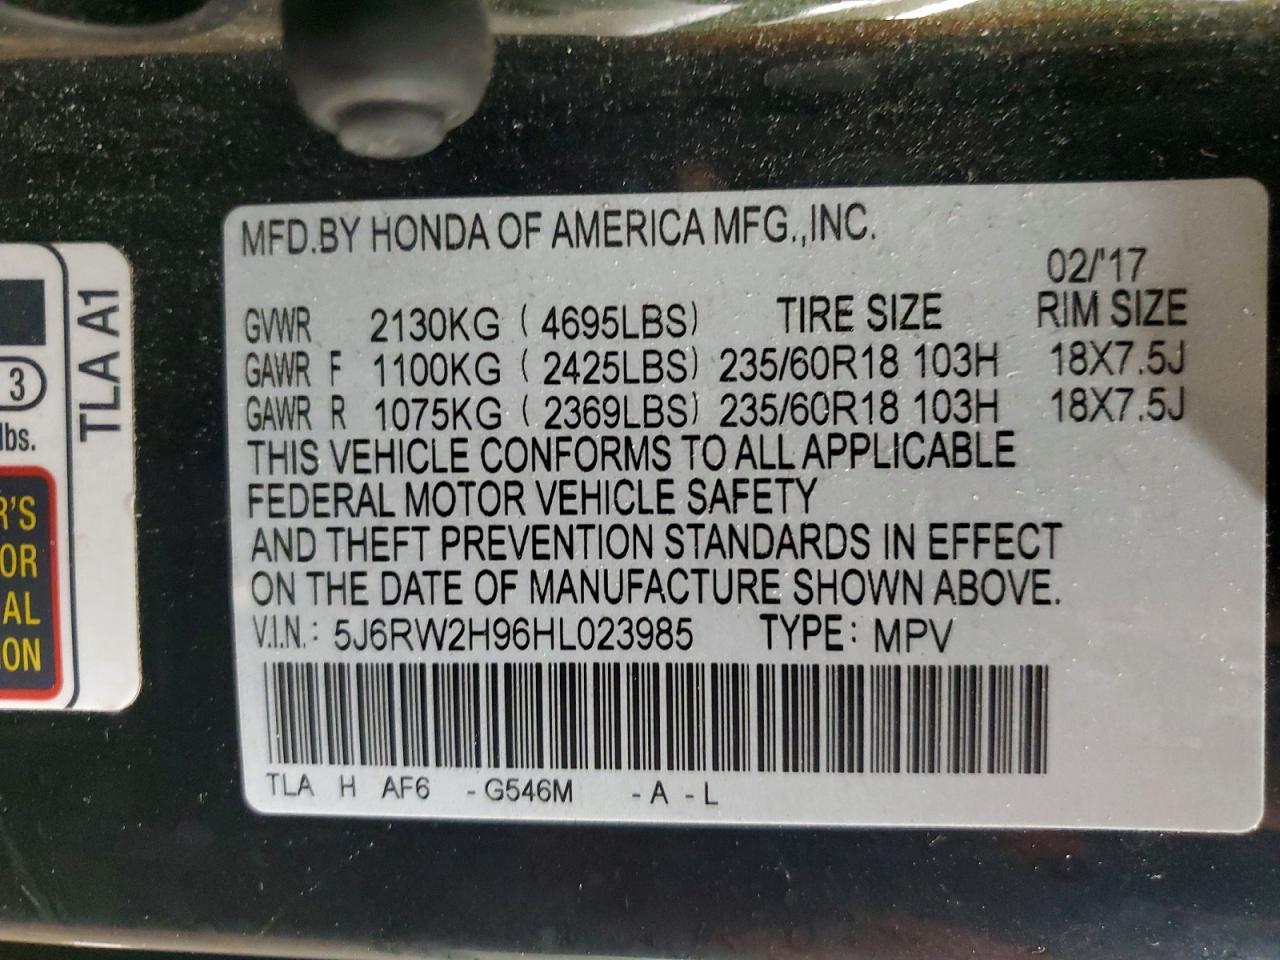 MFD.BY HONDA OF AMERICA MFG.,INC.
02/'17
GVWR 2130KG ( 4695LBS) TIRE SIZE RIM SIZE
GAWR F 1100KG ( 2425LBS) 235/60R18 103H 18X7.5J
GAWR R 1075KG ( 2369LBS) 235/60R18 103H 18X7.5J
THIS VEHICLE CONFORMS TO ALL APPLICABLE
FEDERAL MOTOR VEHICLE SAFETY
AND THEFT PREVENTION STANDARDS IN EFFECT
ON THE DATE OF MANUFACTURE SHOWN ABOVE.
V.I.N.: 5J6RW2H96HL023985 TYPE: MPV
TLA H AF6 - G546M - A - L
TLA A1
3
lbs.
R'S
OR
AL
ON